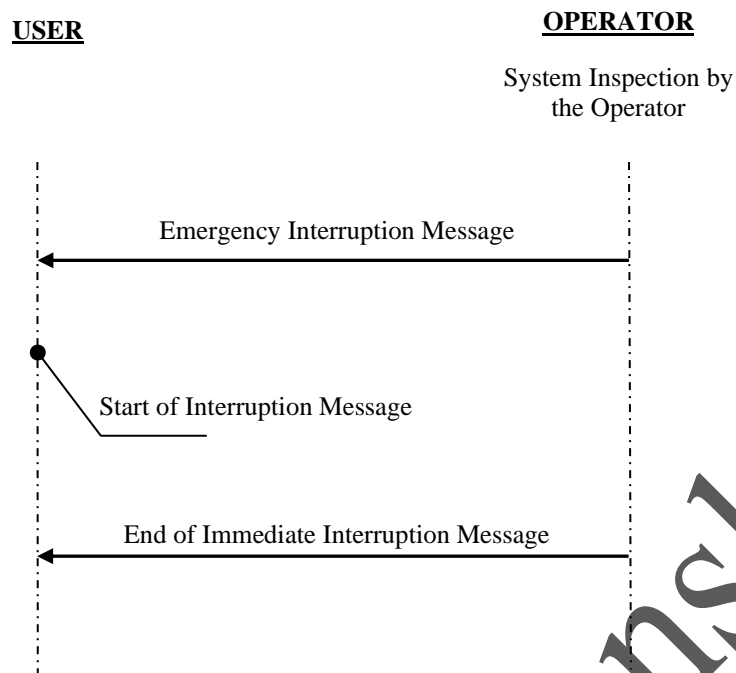 USER
OPERATOR
System Inspection by
the Operator
Emergency Interruption Message
Start of Interruption Message
End of Immediate Interruption Message